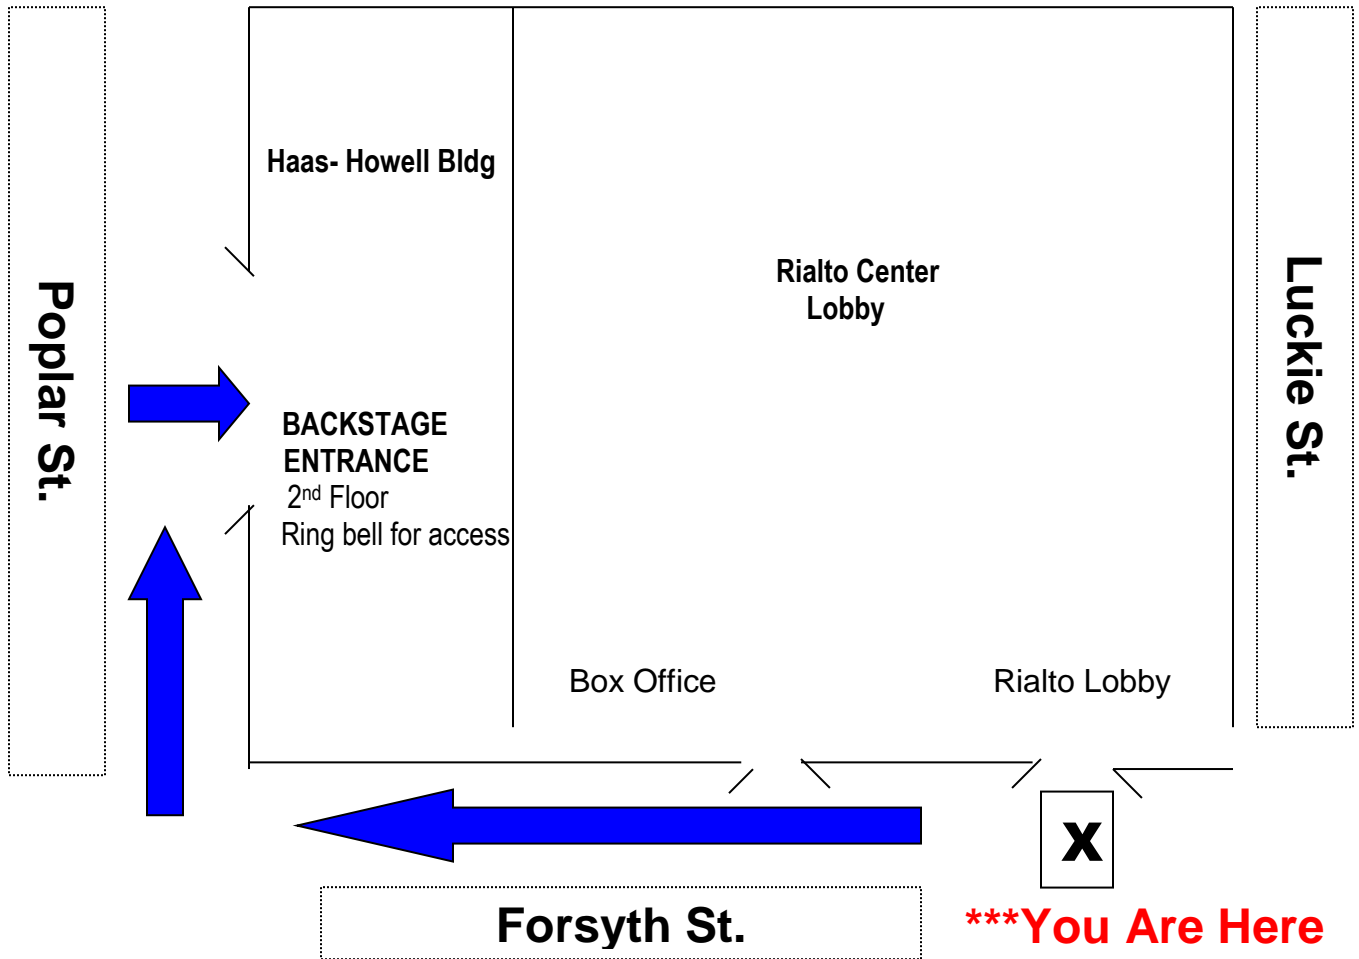 Haas- Howell Bldg
Rialto Center
Lobby
Poplar St.
Luckie St.
BACKSTAGE
ENTRANCE
2nd Floor
Ring bell for access
Box Office
Rialto Lobby
x
Forsyth St.
***You Are Here